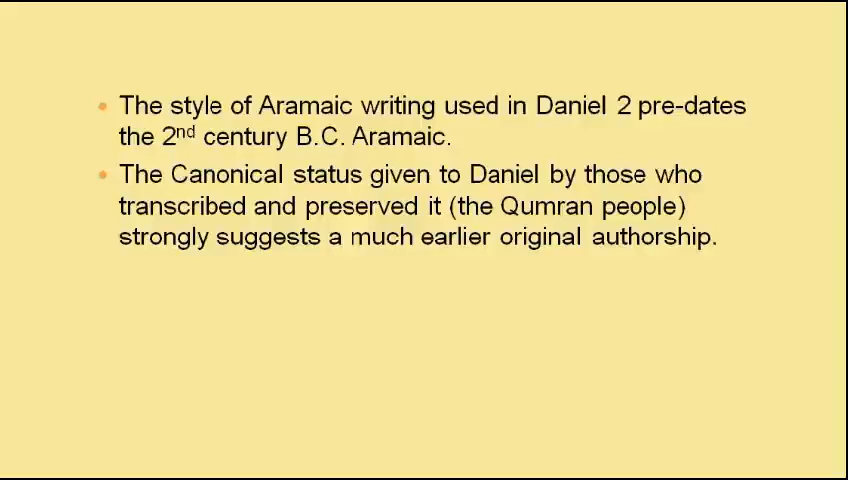 • The style of Aramaic writing used in Daniel 2 pre-dates
the 2nd century B.C. Aramaic.
• The Canonical status given to Daniel by those who
transcribed and preserved it (the Qumran people)
strongly suggests a much earlier original authorship.